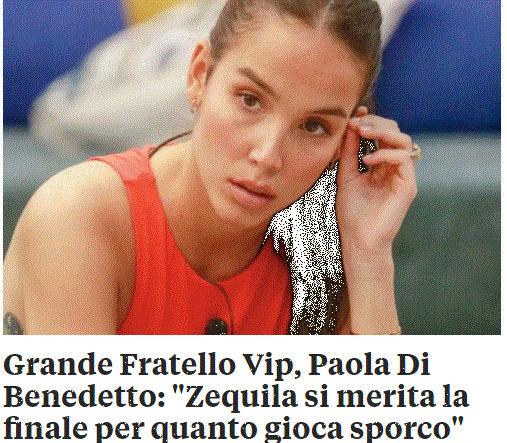 Grande Fratello Vip, Paola Di
Benedetto: "Zequila si merita la
finale per quanto gioca sporco"